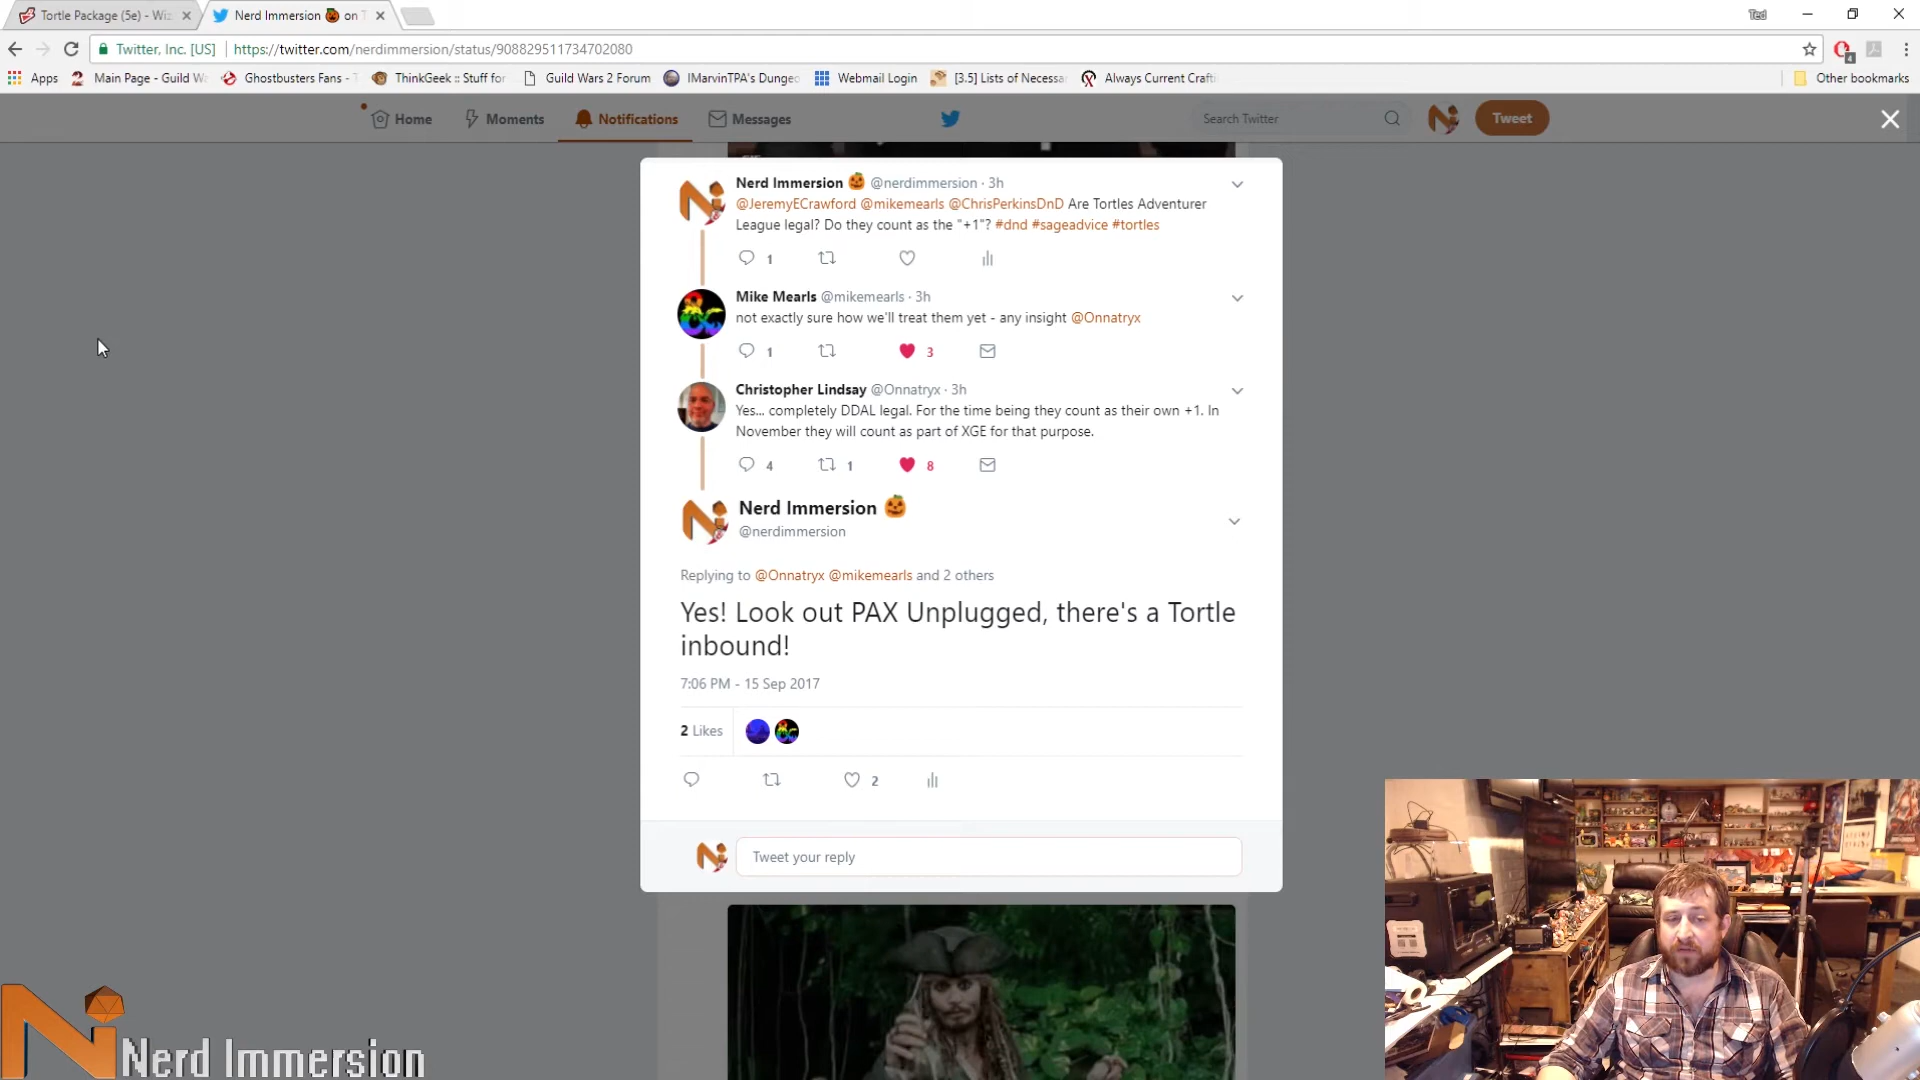 Tortle Package (5e) - Wiz
Nerd Immersion 🎃 on T
Ted
Twitter, Inc. [US]
https://twitter.com/nerdimmersion/status/908829511734702080
4
Apps
Main Page - Guild W
Ghostbusters Fans - T
ThinkGeek :: Stuff for
Guild Wars 2 Forum
IMarvinTPA's Dunge
Webmail Login
[3.5] Lists of Necessa
Always Current Craft
Other bookmarks
Home
Moments
Notifications
Messages
Search Twitter
Tweet
Nerd Immersion 🎃 @nerdimmersion · 3h
@JeremyECrawford @mikemearls @ChrisPerkinsDnD Are Tortles Adventurer
League legal? Do they count as the "+1"? #dnd #sageadvice #tortles
1
Mike Mearls @mikemearls · 3h
not exactly sure how we'll treat them yet - any insight @Onnatryx
1 3
Christopher Lindsay @Onnatryx · 3h
Yes... completely DDAL legal. For the time being they count as their own +1. In
November they will count as part of XGE for that purpose.
4 1 8
Nerd Immersion 🎃
@nerdimmersion
Replying to @Onnatryx @mikemearls and 2 others
Yes! Look out PAX Unplugged, there's a Tortle
inbound!
7:06 PM - 15 Sep 2017
2 Likes
2
Tweet your reply
Nerd Immersion